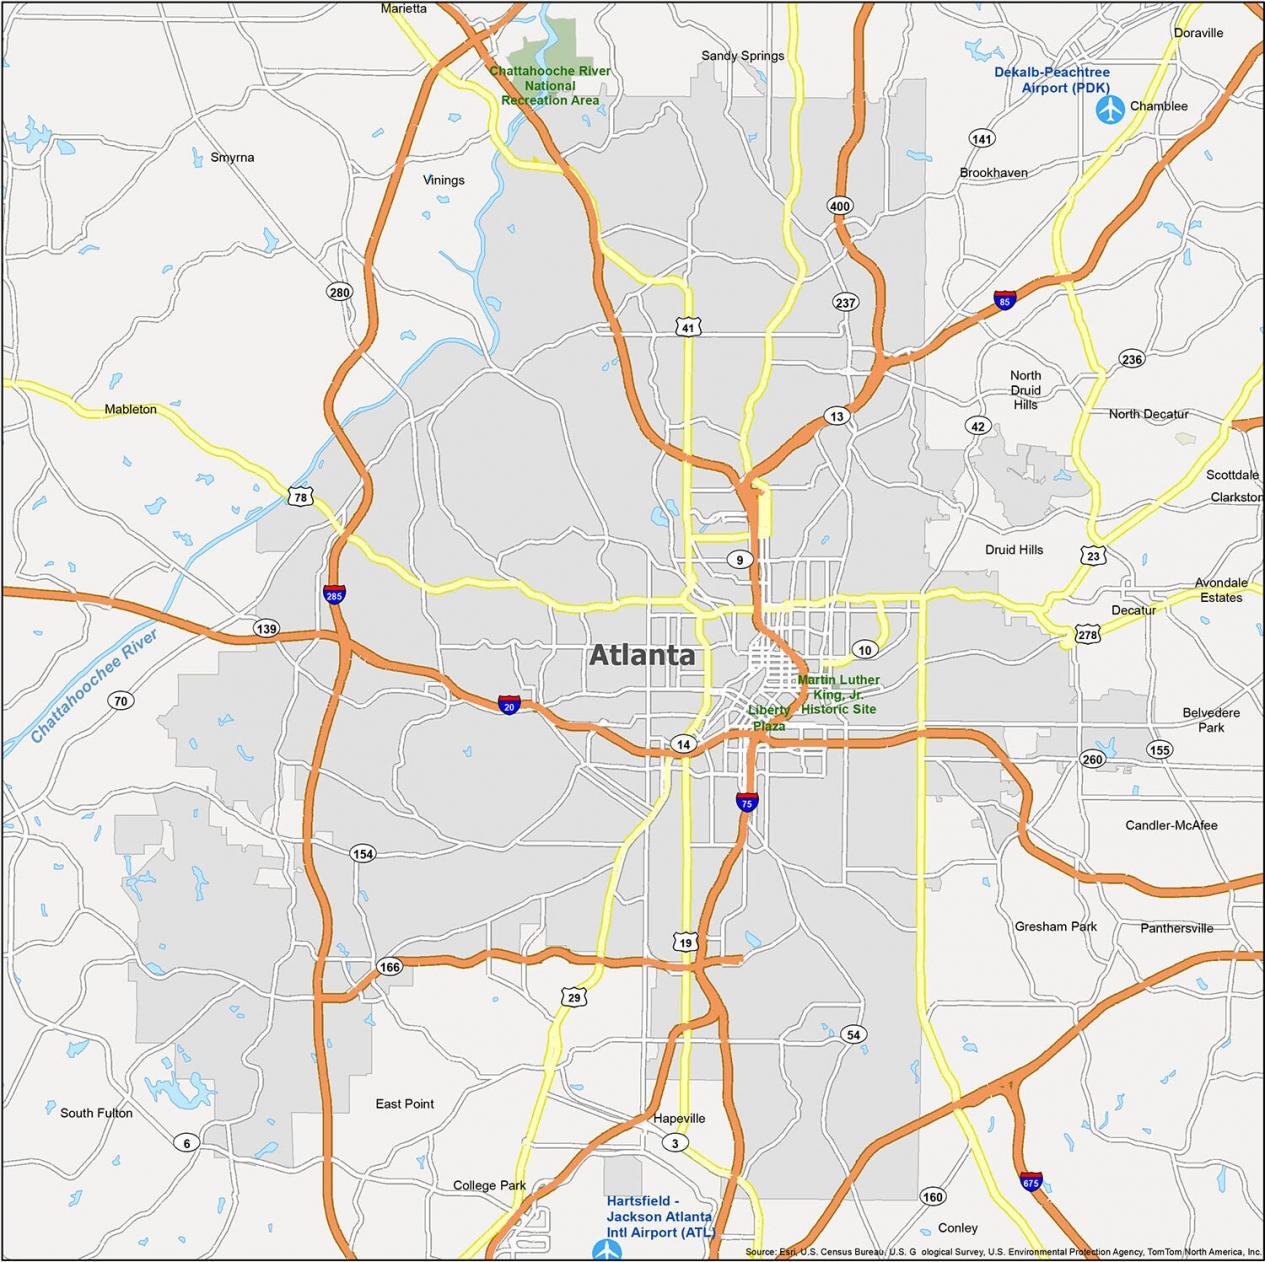 Marietta
Doraville
Sandy Springs
Chattahooche River
National
Recreation Area
Dekalb-Peachtree
Airport (PDK)
Chamblee
141
Smyrna
Brookhaven
Vinings
400
280
237
85
41
236
North
Druid
Hills
Mableton
13
North Decatur
42
Scottdale
78
Clarkston
Druid Hills
23
9
285
Avondale
Estates
Decatur
139
278
10
Atlanta
Chattahoochee River
Martin Luther
King, Jr.
Historic Site
70
20
Liberty
Plaza
Belvedere
Park
14
155
260
75
Candler-McAfee
154
Gresham Park
Panthersville
19
166
29
54
East Point
South Fulton
Hapeville
6
3
675
College Park
160
Hartsfield -
Jackson Atlanta
Intl Airport (ATL)
Conley
Source: Esri, U.S. Census Bureau, U.S. G ological Survey, U.S. Environmental Protection Agency, TomTom North America, Inc.